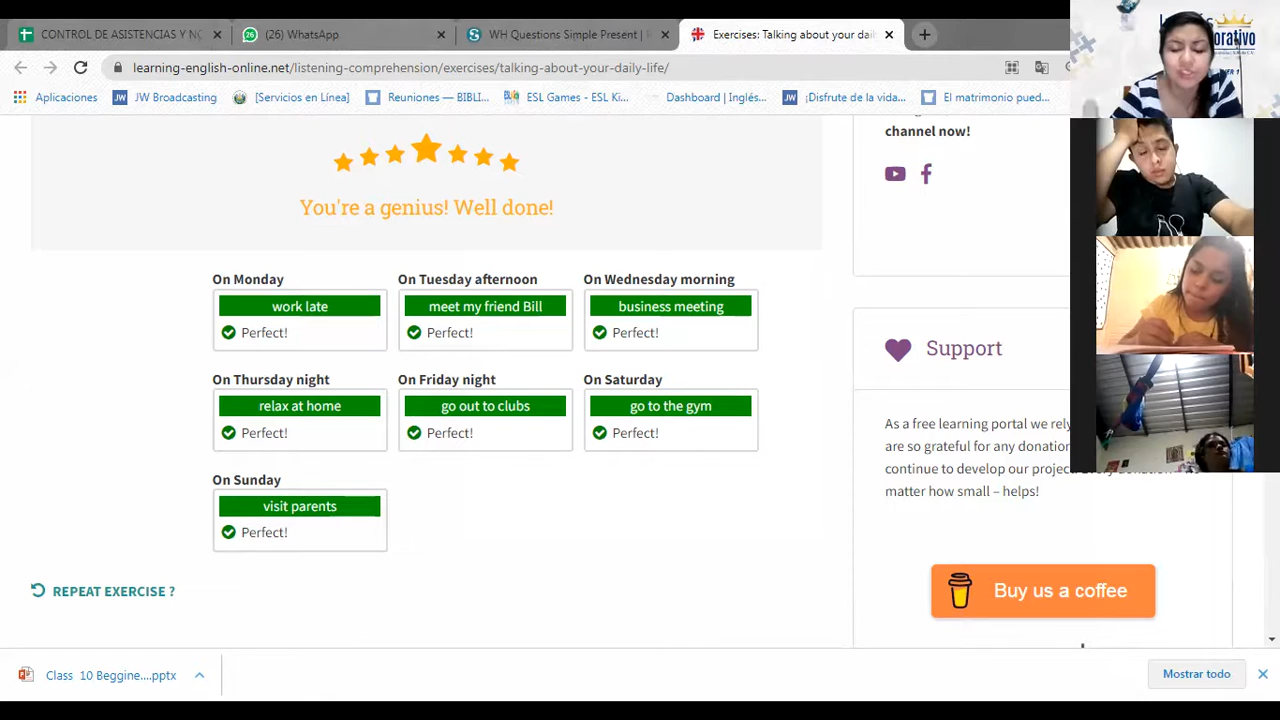 CONTROL DE ASISTENCIAS Y NO
(26) WhatsApp
WH Questions Simple Present | R
Exercises: Talking about your dail
learning-english-online.net/listening-comprehension/exercises/talking-about-your-daily-life/
Aplicaciones
JW Broadcasting
[Servicios en Línea]
Reuniones — BIBLI...
ESL Games - ESL Ki...
Dashboard | Inglés...
¡Disfrute de la vida...
El matrimonio pued...
channel now!
You're a genius! Well done!
On Monday
work late
Perfect!
On Tuesday afternoon
meet my friend Bill
Perfect!
On Wednesday morning
business meeting
Perfect!
On Thursday night
relax at home
Perfect!
On Friday night
go out to clubs
Perfect!
On Saturday
go to the gym
Perfect!
On Sunday
visit parents
Perfect!
REPEAT EXERCISE ?
Support
As a free learning portal we rely
are so grateful for any donation
continue to develop our project.
matter how small – helps!
Buy us a coffee
Class 10 Beggine....pptx
Mostrar todo